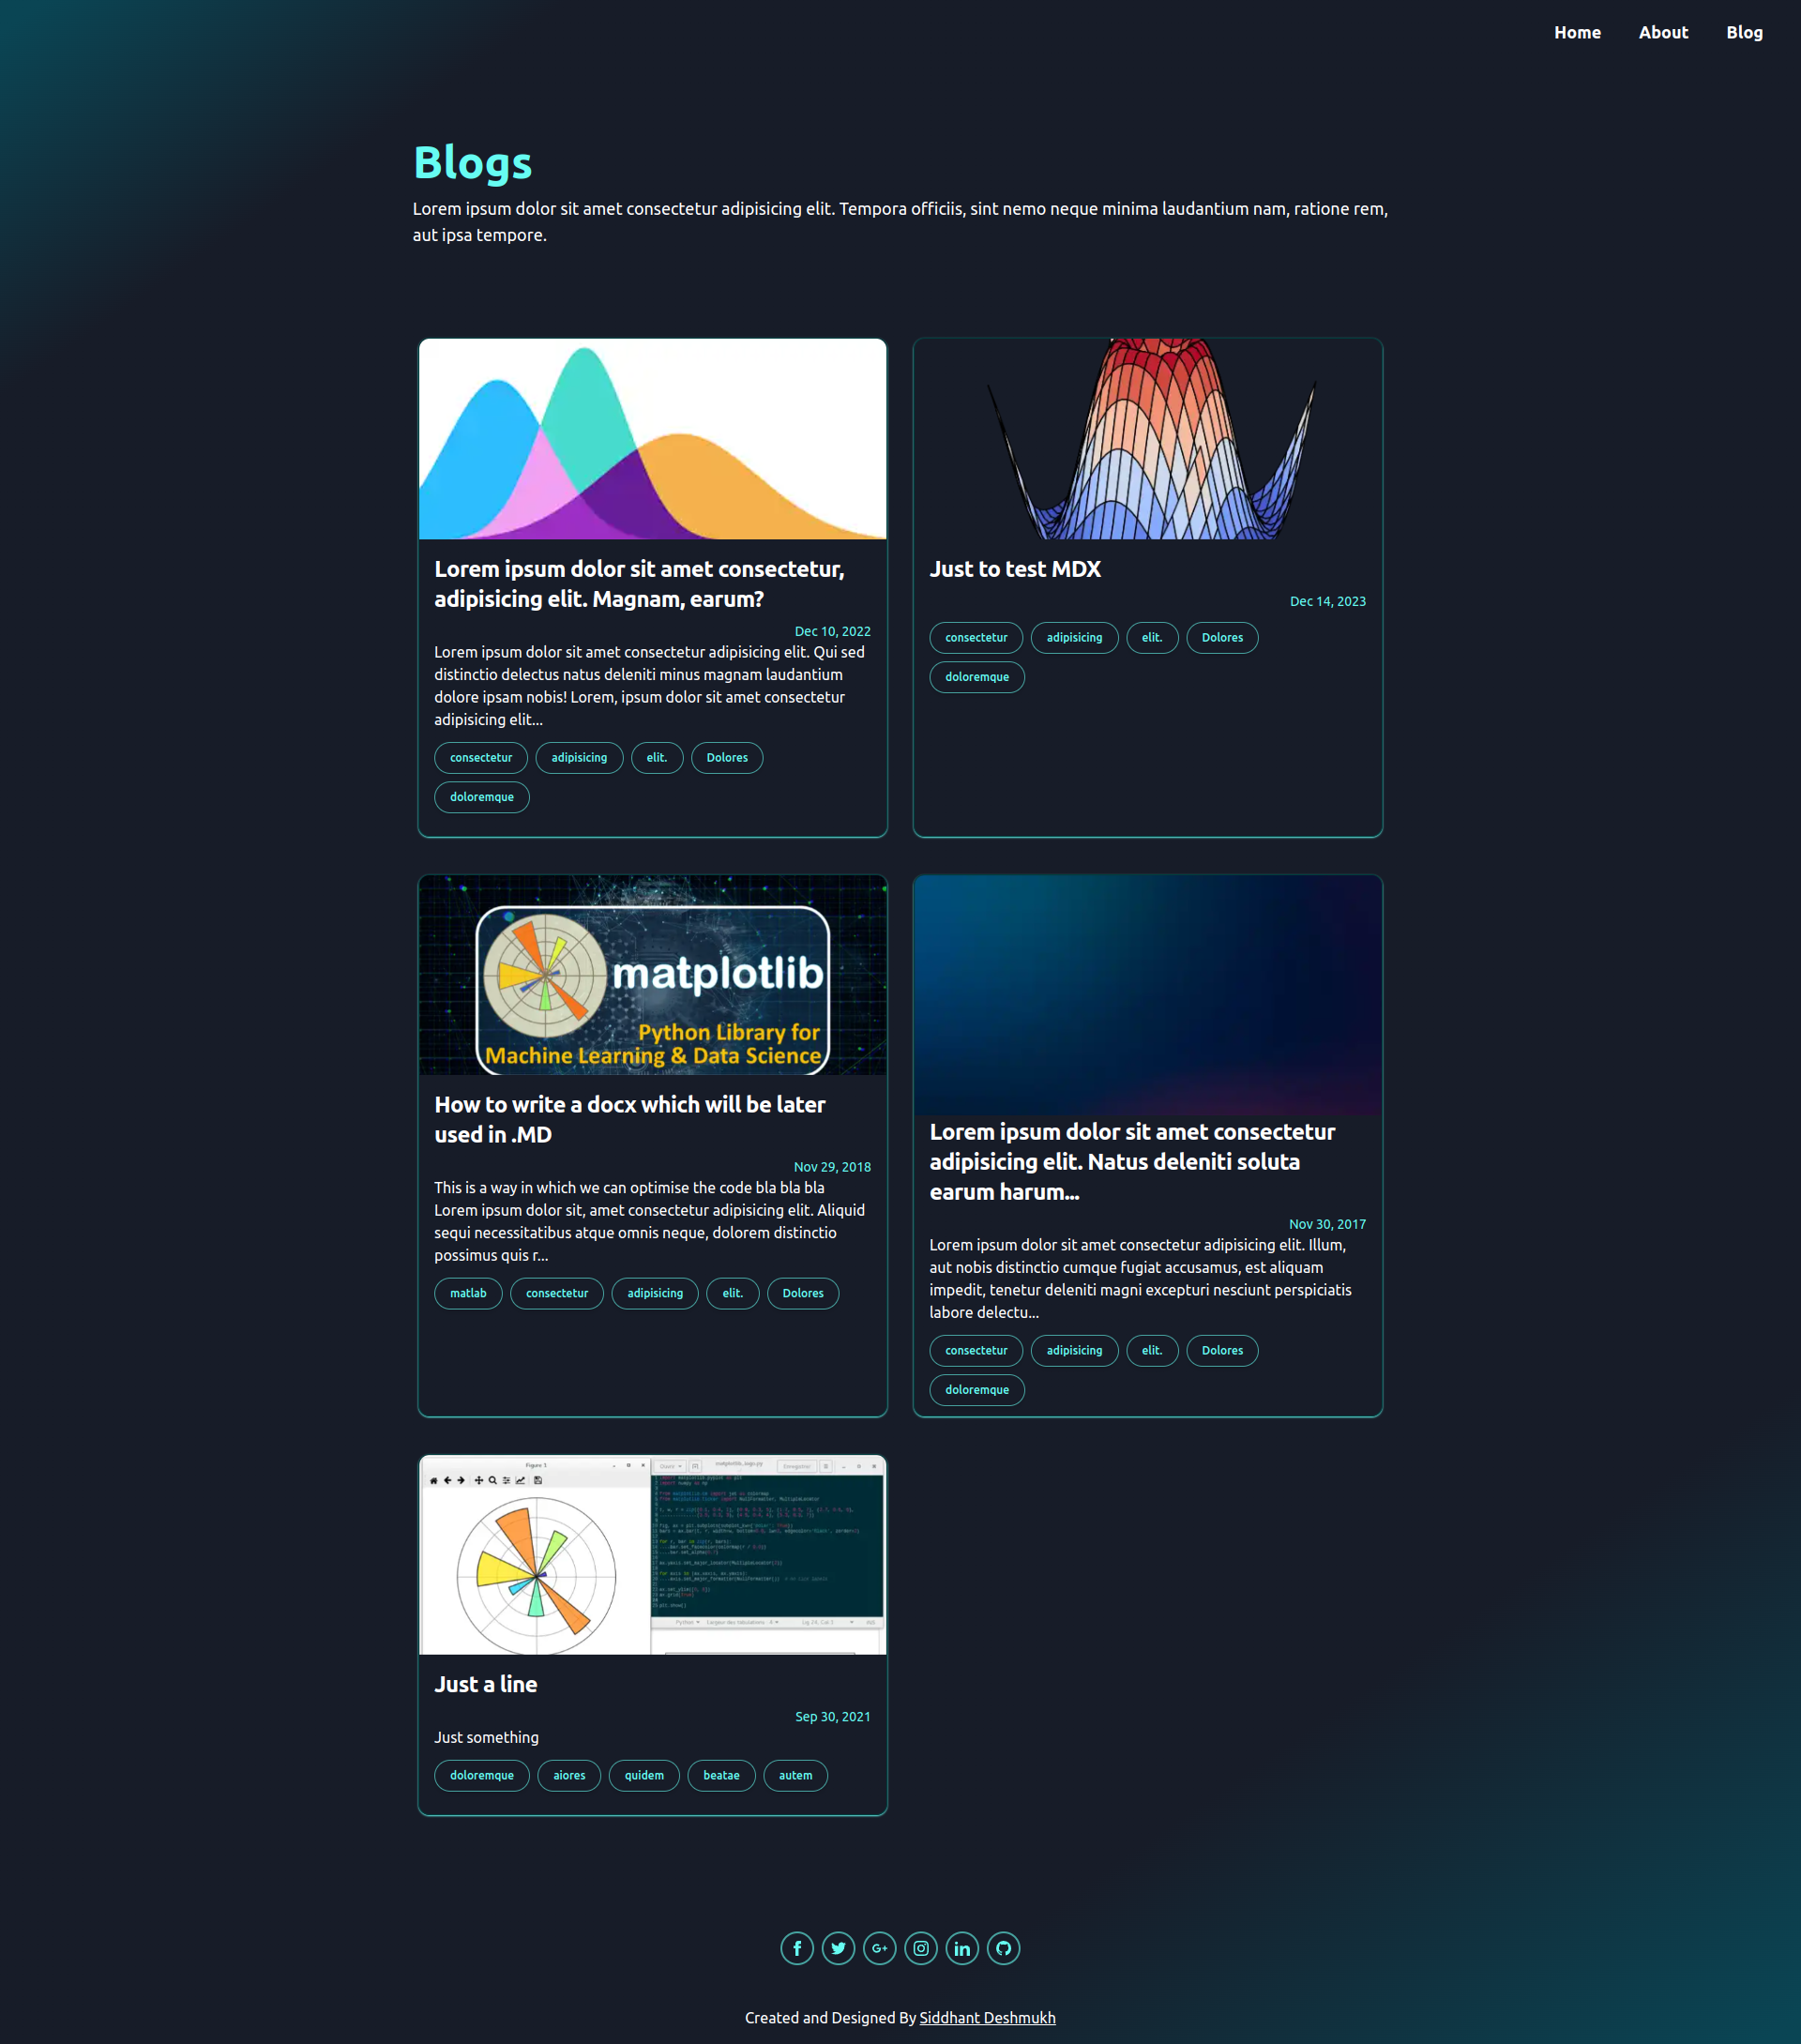 Home About Blog
Blogs
Lorem ipsum dolor sit amet consectetur adipisicing elit. Tempora officiis, sint nemo neque minima laudantium nam, ratione rem,
aut ipsa tempore.
Lorem ipsum dolor sit amet consectetur,
adipisicing elit. Magnam, earum?
Dec 10, 2022
Lorem ipsum dolor sit amet consectetur adipisicing elit. Qui sed
distinctio delectus natus deleniti minus magnam laudantium
dolore ipsam nobis! Lorem, ipsum dolor sit amet consectetur
adipisicing elit...
consectetur adipisicing elit. Dolores
doloremque
Just to test MDX
Dec 14, 2023
consectetur adipisicing elit. Dolores
doloremque
matplotlib
Python Library for
Machine Learning & Data Science
How to write a docx which will be later
used in .MD
Nov 29, 2018
This is a way in which we can optimise the code bla bla bla
Lorem ipsum dolor sit, amet consectetur adipisicing elit. Aliquid
sequi necessitatibus atque omnis neque, dolorem distinctio
possimus quis r...
matlab consectetur adipisicing elit. Dolores
Lorem ipsum dolor sit amet consectetur
adipisicing elit. Natus deleniti soluta
earum harum...
Nov 30, 2017
Lorem ipsum dolor sit amet consectetur adipisicing elit. Illum,
aut nobis distinctio cumque fugiat accusamus, est aliquam
impedit, tenetur deleniti magni excepturi nesciunt perspiciatis
labore delectu...
consectetur adipisicing elit. Dolores
doloremque
Figure 1
Just a line
Sep 30, 2021
Just something
doloremque aiores quidem beatae autem
Created and Designed By Siddhant Deshmukh